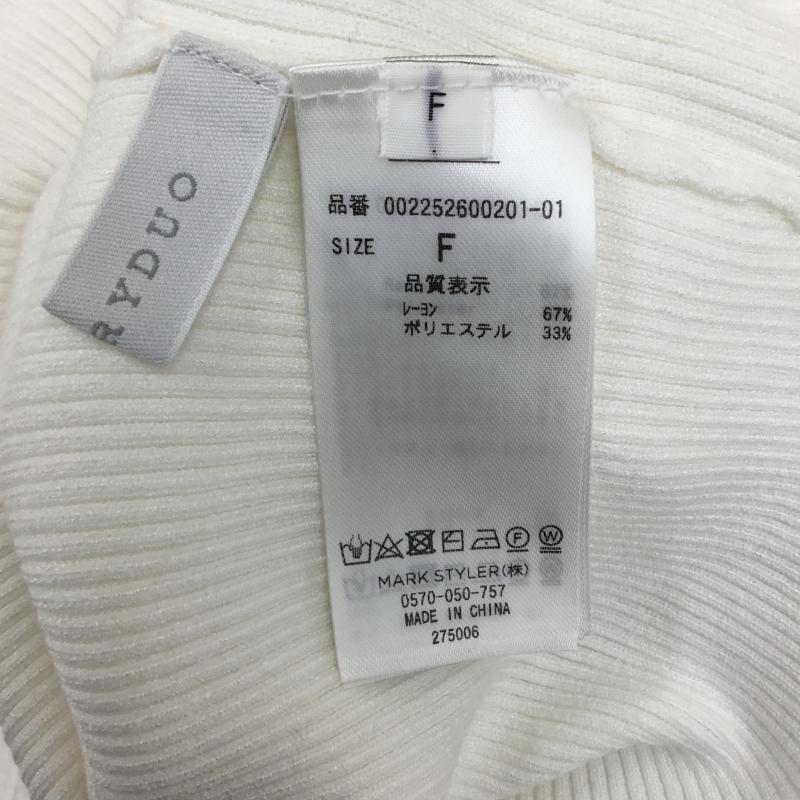 RYDUO
F
品番 002252600201-01
SIZE F
品質表示
レーヨン 67%
ポリエステル 33%
F W
MARK STYLER(株)
0570-050-757
MADE IN CHINA
275006